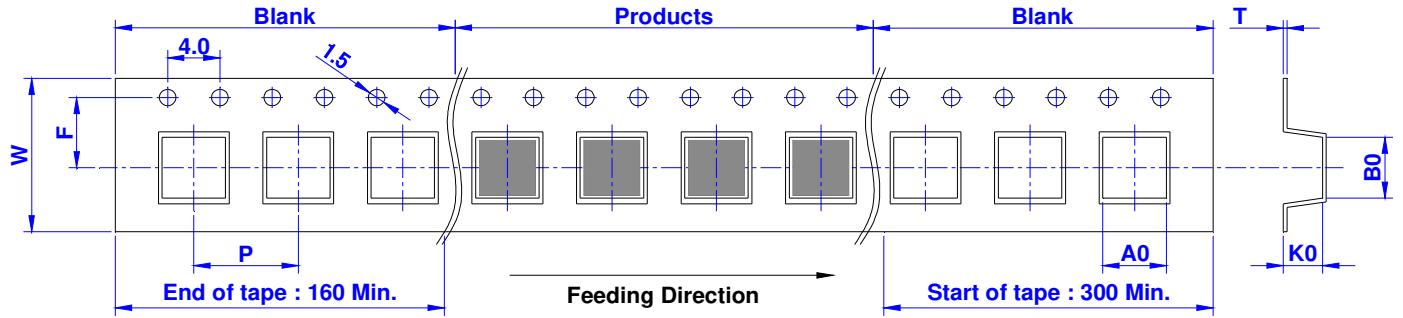 Blank
Products
Blank
T
4.0
1.5
F
W
B0
P
A0
K0
End of tape : 160 Min.
Feeding Direction
Start of tape : 300 Min.